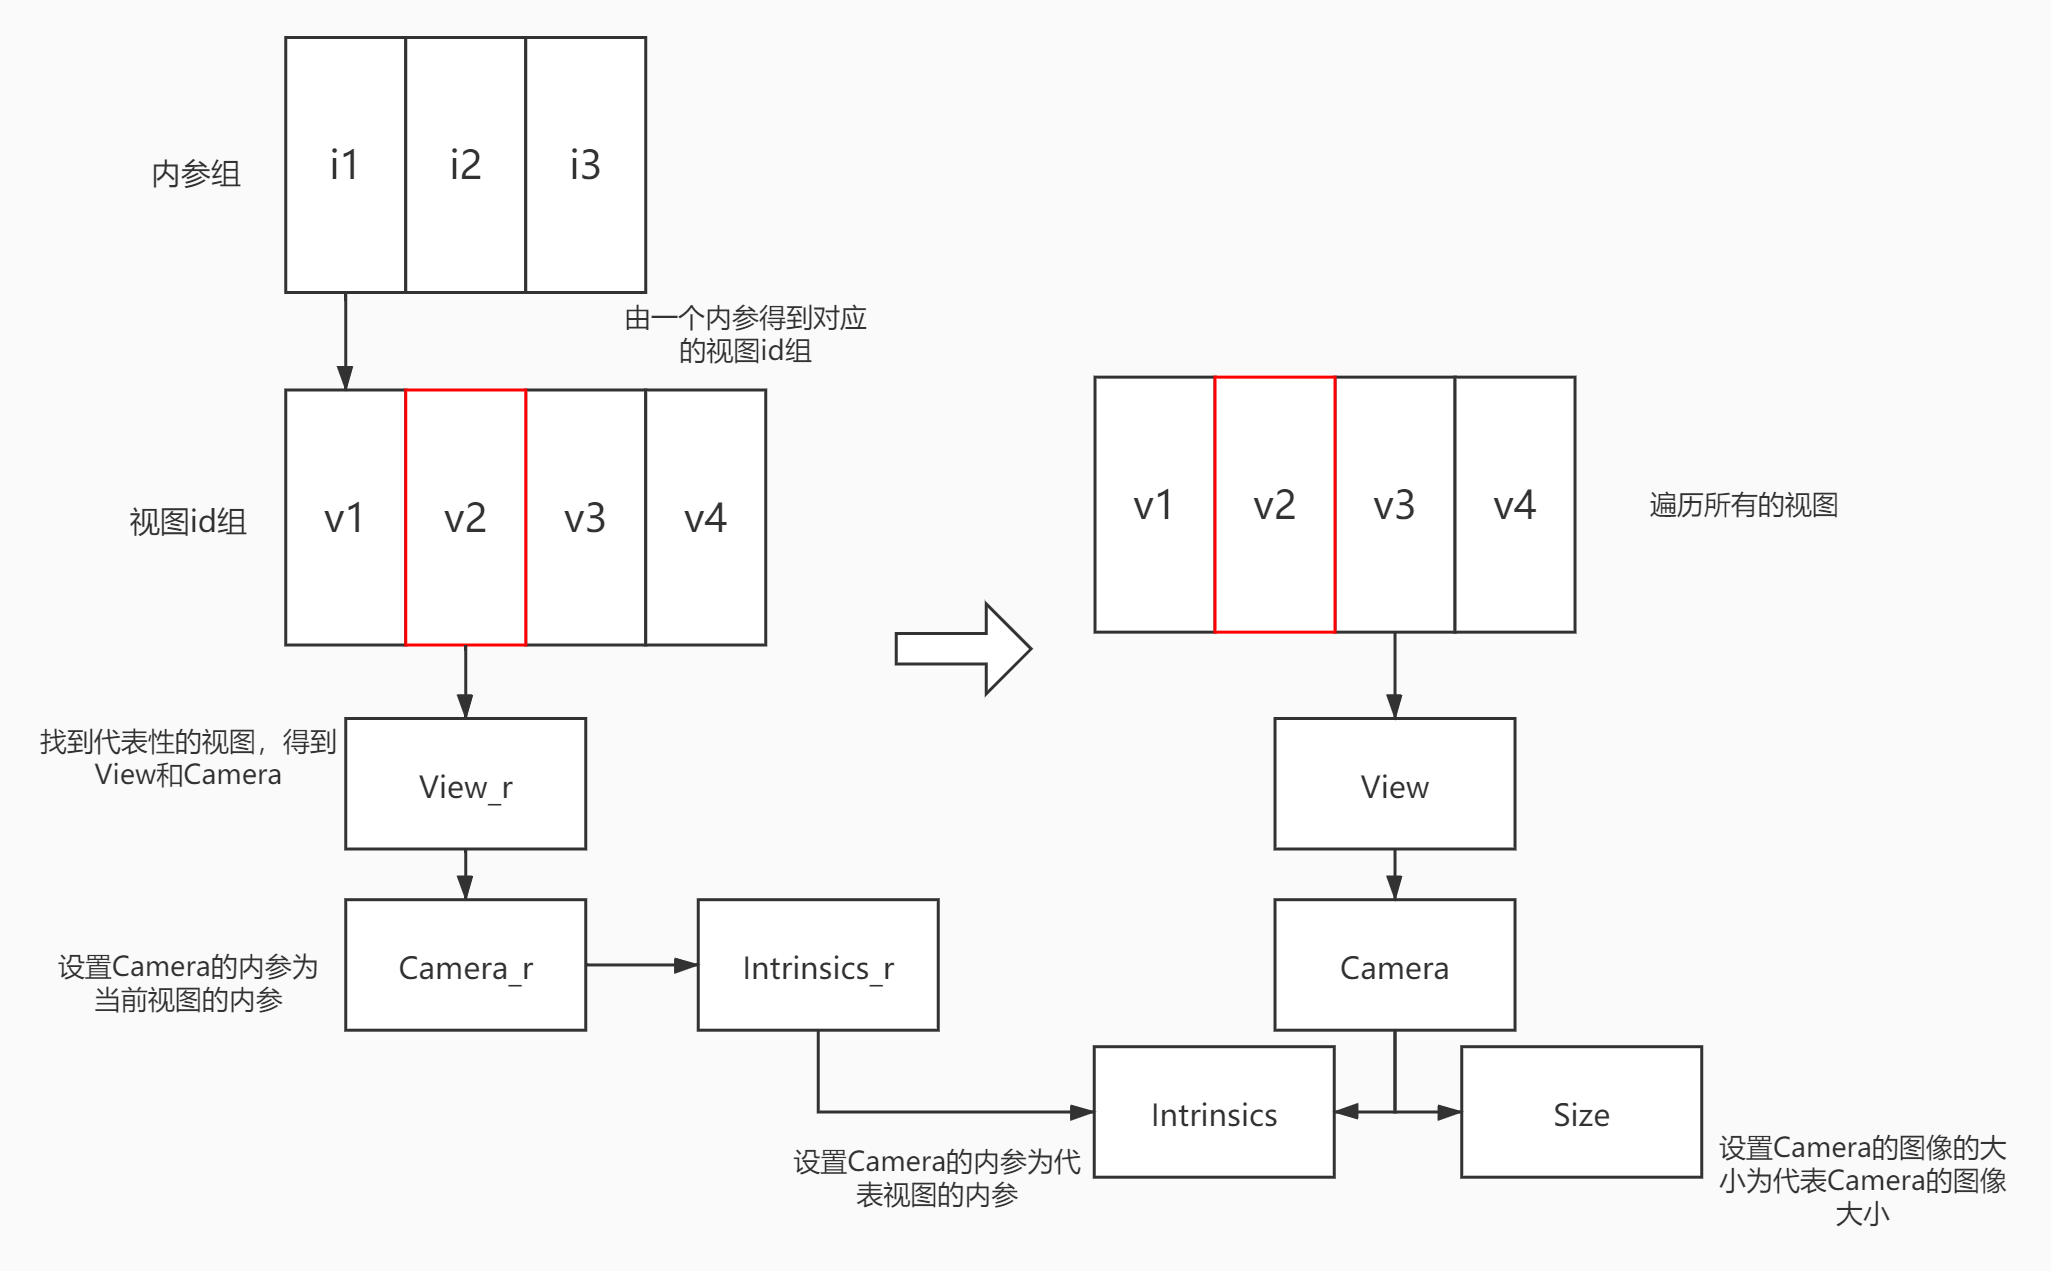 i1
i2
i3
内参组
由一个内参得到对应
的视图id组
视图id组
v1
v2
v3
v4
v1
v2
v3
v4
遍历所有的视图
找到代表性的视图，得到
View和Camera
View_r
View
设置Camera的内参为
当前视图的内参
Camera_r
Intrinsics_r
Camera
Intrinsics
Size
设置Camera的内参为代
表视图的内参
设置Camera的图像的大
小为代表Camera的图像
大小